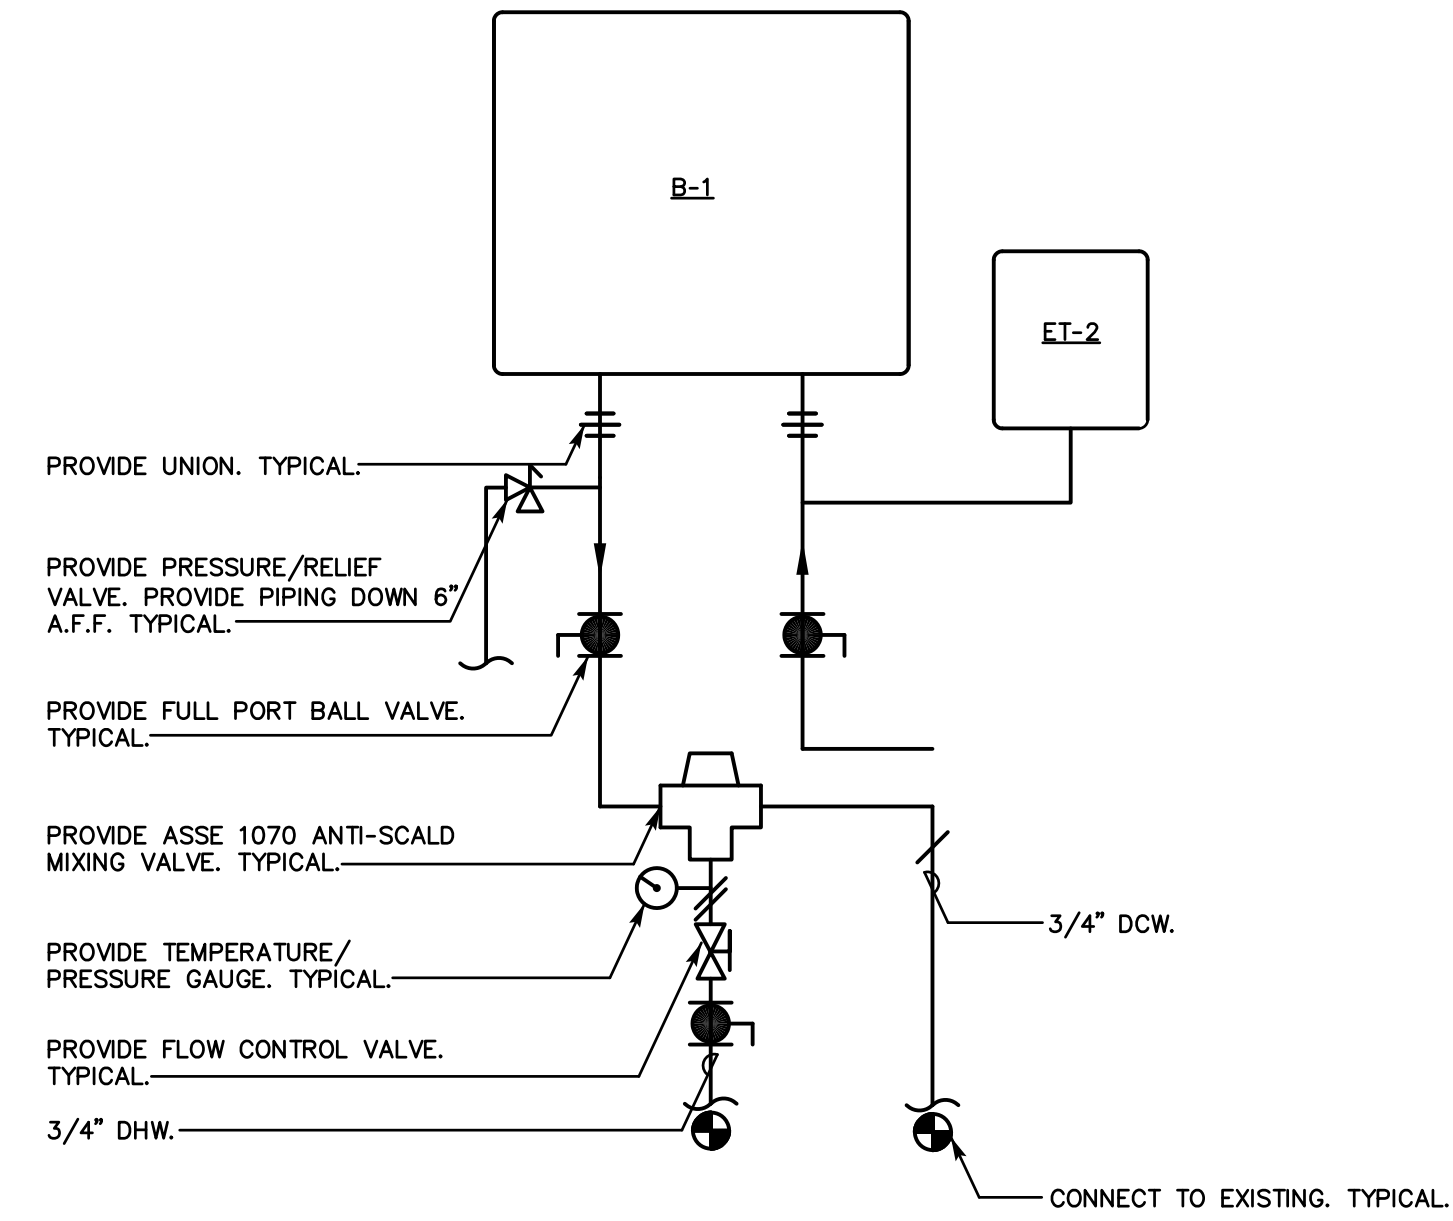 B-1
ET-2
PROVIDE UNION. TYPICAL.
PROVIDE PRESSURE/RELIEF
VALVE. PROVIDE PIPING DOWN 6"
A.F.F. TYPICAL.
PROVIDE FULL PORT BALL VALVE.
TYPICAL.
PROVIDE ASSE 1070 ANTI-SCALD
MIXING VALVE. TYPICAL.
3/4" DCW.
PROVIDE TEMPERATURE/
PRESSURE GAUGE. TYPICAL.
PROVIDE FLOW CONTROL VALVE.
TYPICAL.
3/4" DHW.
CONNECT TO EXISTING. TYPICAL.